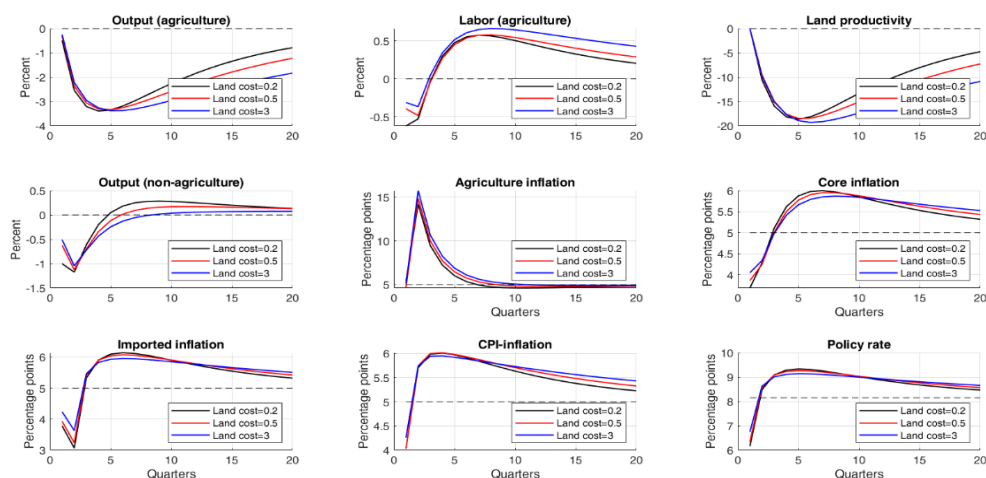 Output (agriculture)
Percent
0
-1
-2
-3
-4
0
5
10
15
20
Land cost=0.2
Land cost=0.5
Land cost=3
Labor (agriculture)
0.5
0
-0.5
0
5
10
15
20
Land cost=0.2
Land cost=0.5
Land cost=3
Land productivity
Percent
0
-5
-10
-15
-20
0
5
10
15
20
Land cost=0.2
Land cost=0.5
Land cost=3
Output (non-agriculture)
Percent
0.5
0
-0.5
-1
-1.5
0
5
10
15
20
Land cost=0.2
Land cost=0.5
Land cost=3
Agriculture inflation
Percentage points
15
10
5
0
5
10
15
20
Quarters
Land cost=0.2
Land cost=0.5
Land cost=3
Core inflation
Percentage points
6
5.5
5
4.5
4
0
5
10
15
20
Land cost=0.2
Land cost=0.5
Land cost=3
Imported inflation
Percentage points
6
5
4
3
0
5
10
15
20
Land cost=0.2
Land cost=0.5
Land cost=3
CPI-inflation
Percentage points
6
5.5
5
4.5
4
0
5
10
15
20
Quarters
Land cost=0.2
Land cost=0.5
Land cost=3
Policy rate
Percentage points
10
9
8
7
6
0
5
10
15
20
Quarters
Land cost=0.2
Land cost=0.5
Land cost=3